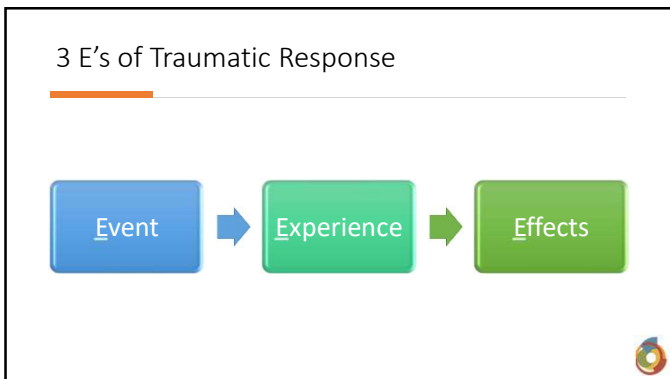 3 E’s of Traumatic Response
Event
Experience
Effects